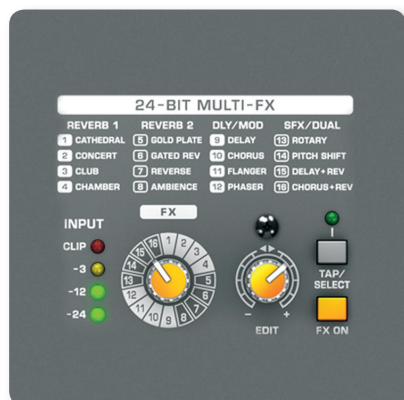 24-BIT MULTI-FX
REVERB 1 REVERB 2 DLY/MOD SFX/DUAL
1 CATHEDRAL 5 GOLD PLATE 9 DELAY 13 ROTARY
2 CONCERT 6 GATED REV 10 CHORUS 14 PITCH SHIFT
3 CLUB 7 REVERSE 11 FLANGER 15 DELAY+REV
4 CHAMBER 8 AMBIENCE 12 PHASER 16 CHORUS+REV
FX
INPUT
CLIP
-3
-12
-24
1 2 3 4 5 6 7 8 9 10 11 12 13 14 15 16
- +
EDIT
TAP/
SELECT
FX ON